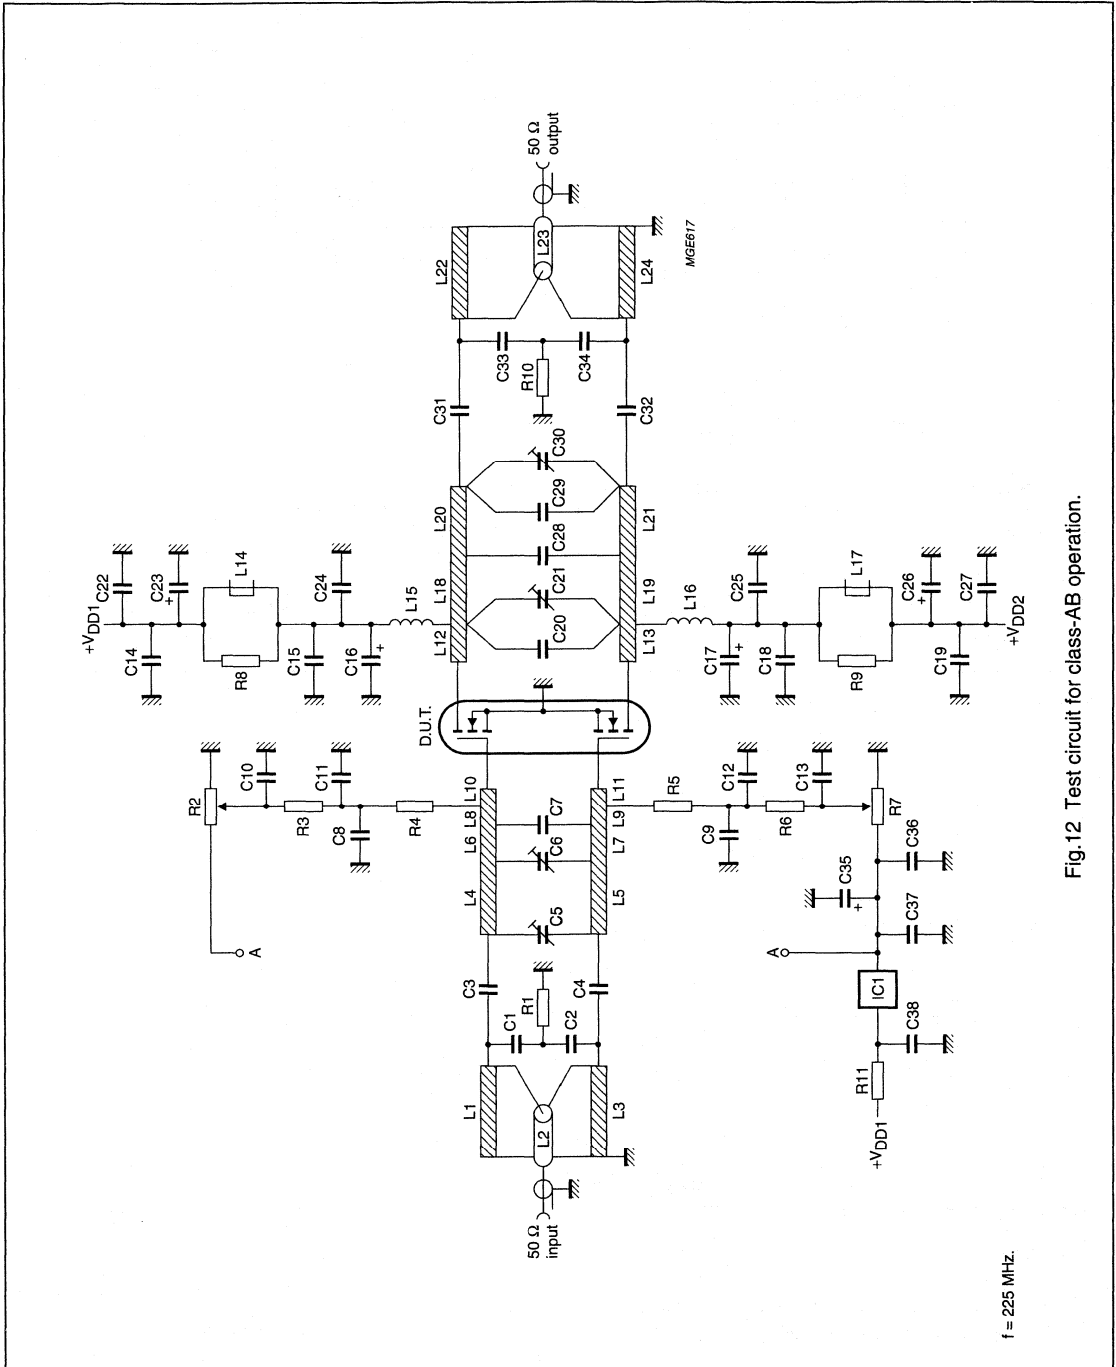 +VDD1
C14
C22
C23
+
R8
L14
C15
C24
C16
+
L15
R2
C10
R3
C11
C8
R4
A
50 Ω
input
L1
L2
L3
C1
C2
R1
C3
C4
L4
L6
L8
L10
C5
C6
C7
L5
L7
L9
L11
D.U.T.
L12
L18
L20
C20
C21
C28
C29
C30
L13
L19
L21
C31
C32
R10
C33
C34
L22
L23
L24
50 Ω
output
MGE617
R5
C9
C12
R6
C13
R7
+VDD1
R11
C38
IC1
A
C37
C35
+
C36
L16
C17
+
C25
C18
R9
L17
C19
C26
+
C27
+VDD2
f = 225 MHz.
Fig.12 Test circuit for class-AB operation.